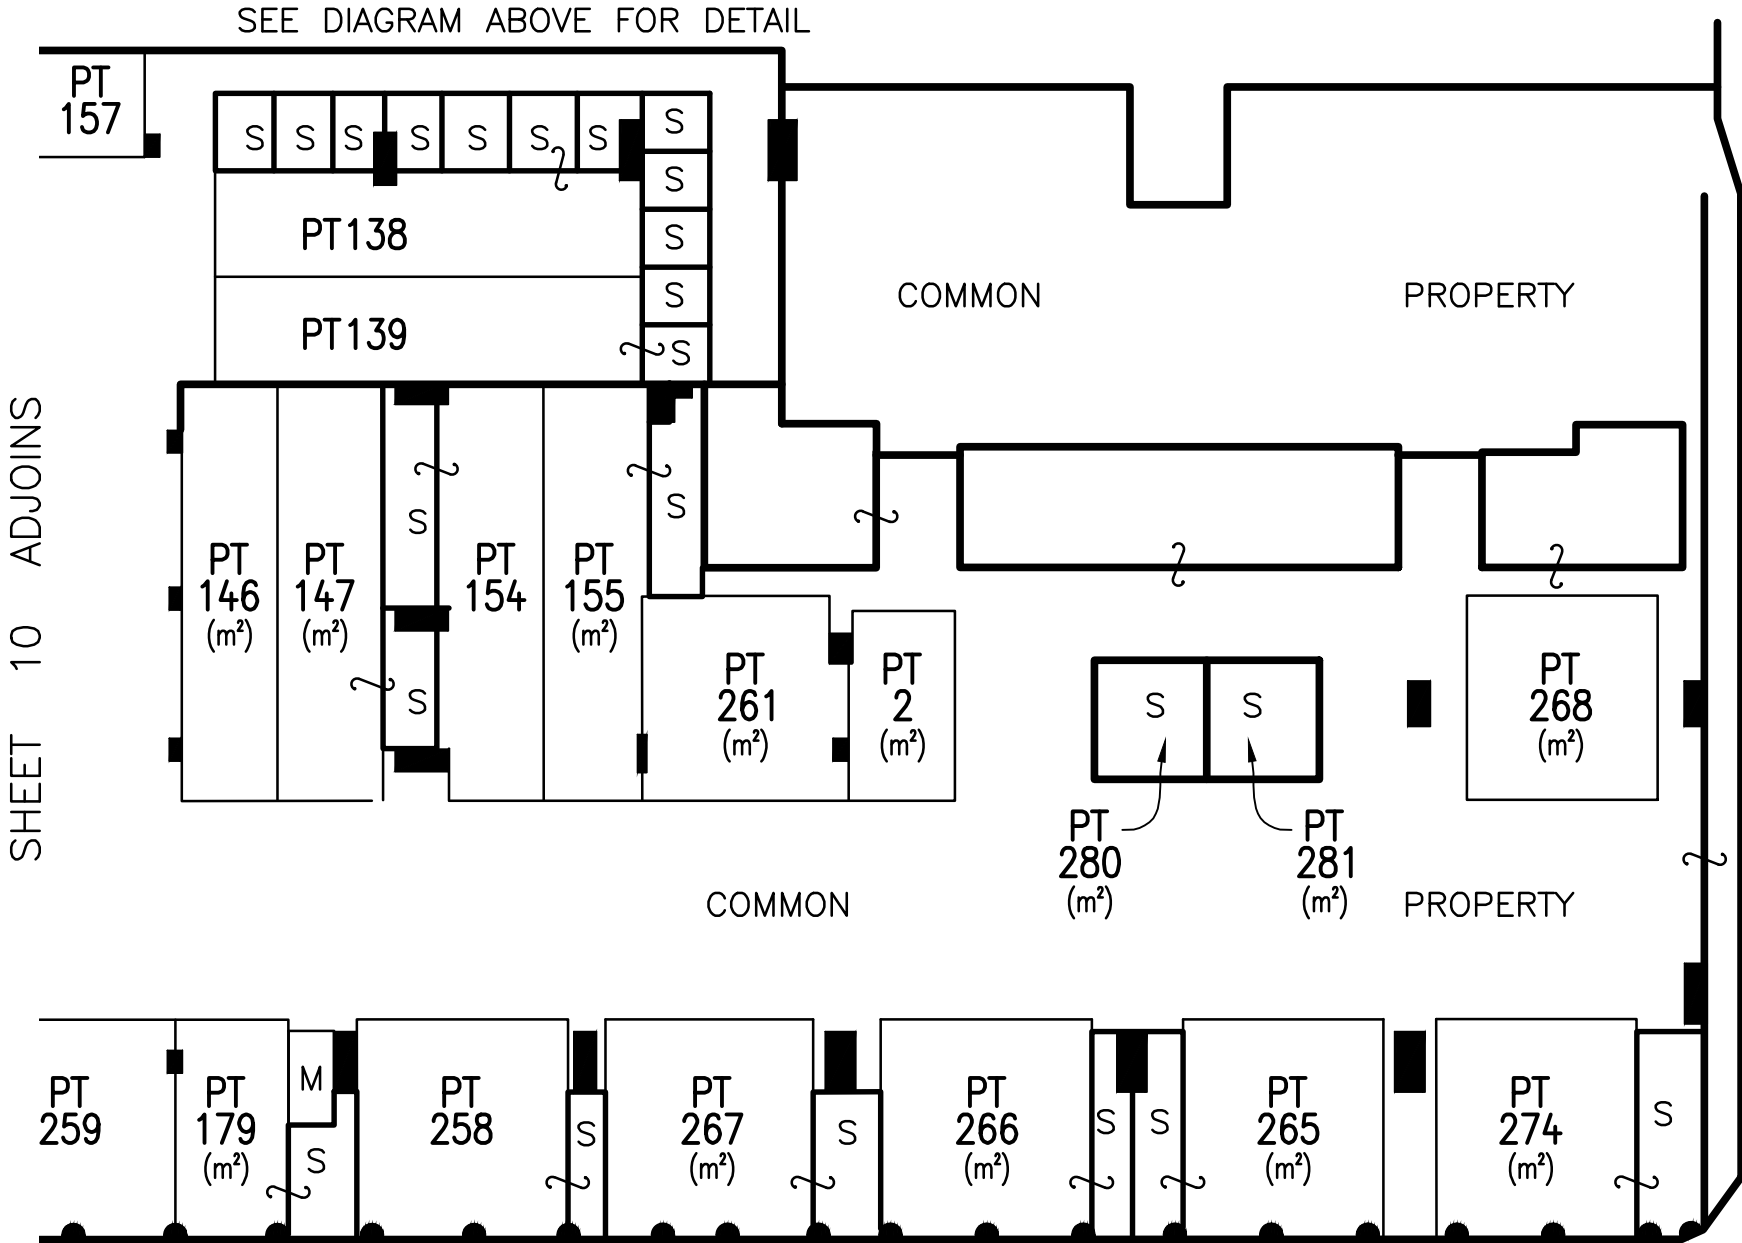 SEE DIAGRAM ABOVE FOR DETAIL
PT
157
S S S S S S S
S
S
S
S
S
PT138
PT139
COMMON PROPERTY
SHEET 10 ADJOINS
PT
146
(m²)
PT
147
(m²)
S
S
PT
154
PT
155
(m²)
S
PT
261
(m²)
PT
2
(m²)
S S
PT
280
(m²)
PT
281
(m²)
PT
268
(m²)
COMMON PROPERTY
PT
259
PT
179
(m²)
M
S
PT
258
S
PT
267
(m²)
S
PT
266
(m²)
S S
PT
265
(m²)
PT
274
(m²)
S